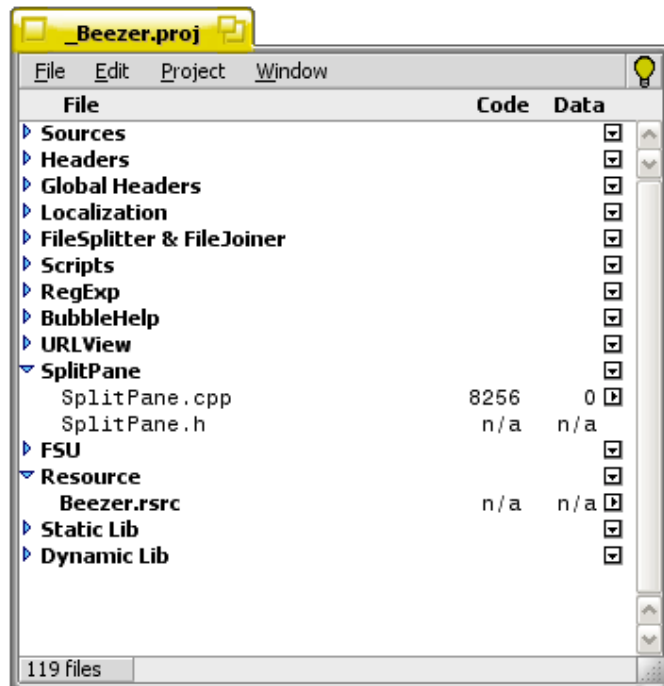 _Beezer.proj
File Edit Project Window
File Code Data
Sources
Headers
Global Headers
Localization
FileSplitter & FileJoiner
Scripts
RegExp
BubbleHelp
URLView
SplitPane
SplitPane.cpp 8256 0
SplitPane.h n/a n/a
FSU
Resource
Beezer.rsrc n/a n/a
Static Lib
Dynamic Lib
119 files